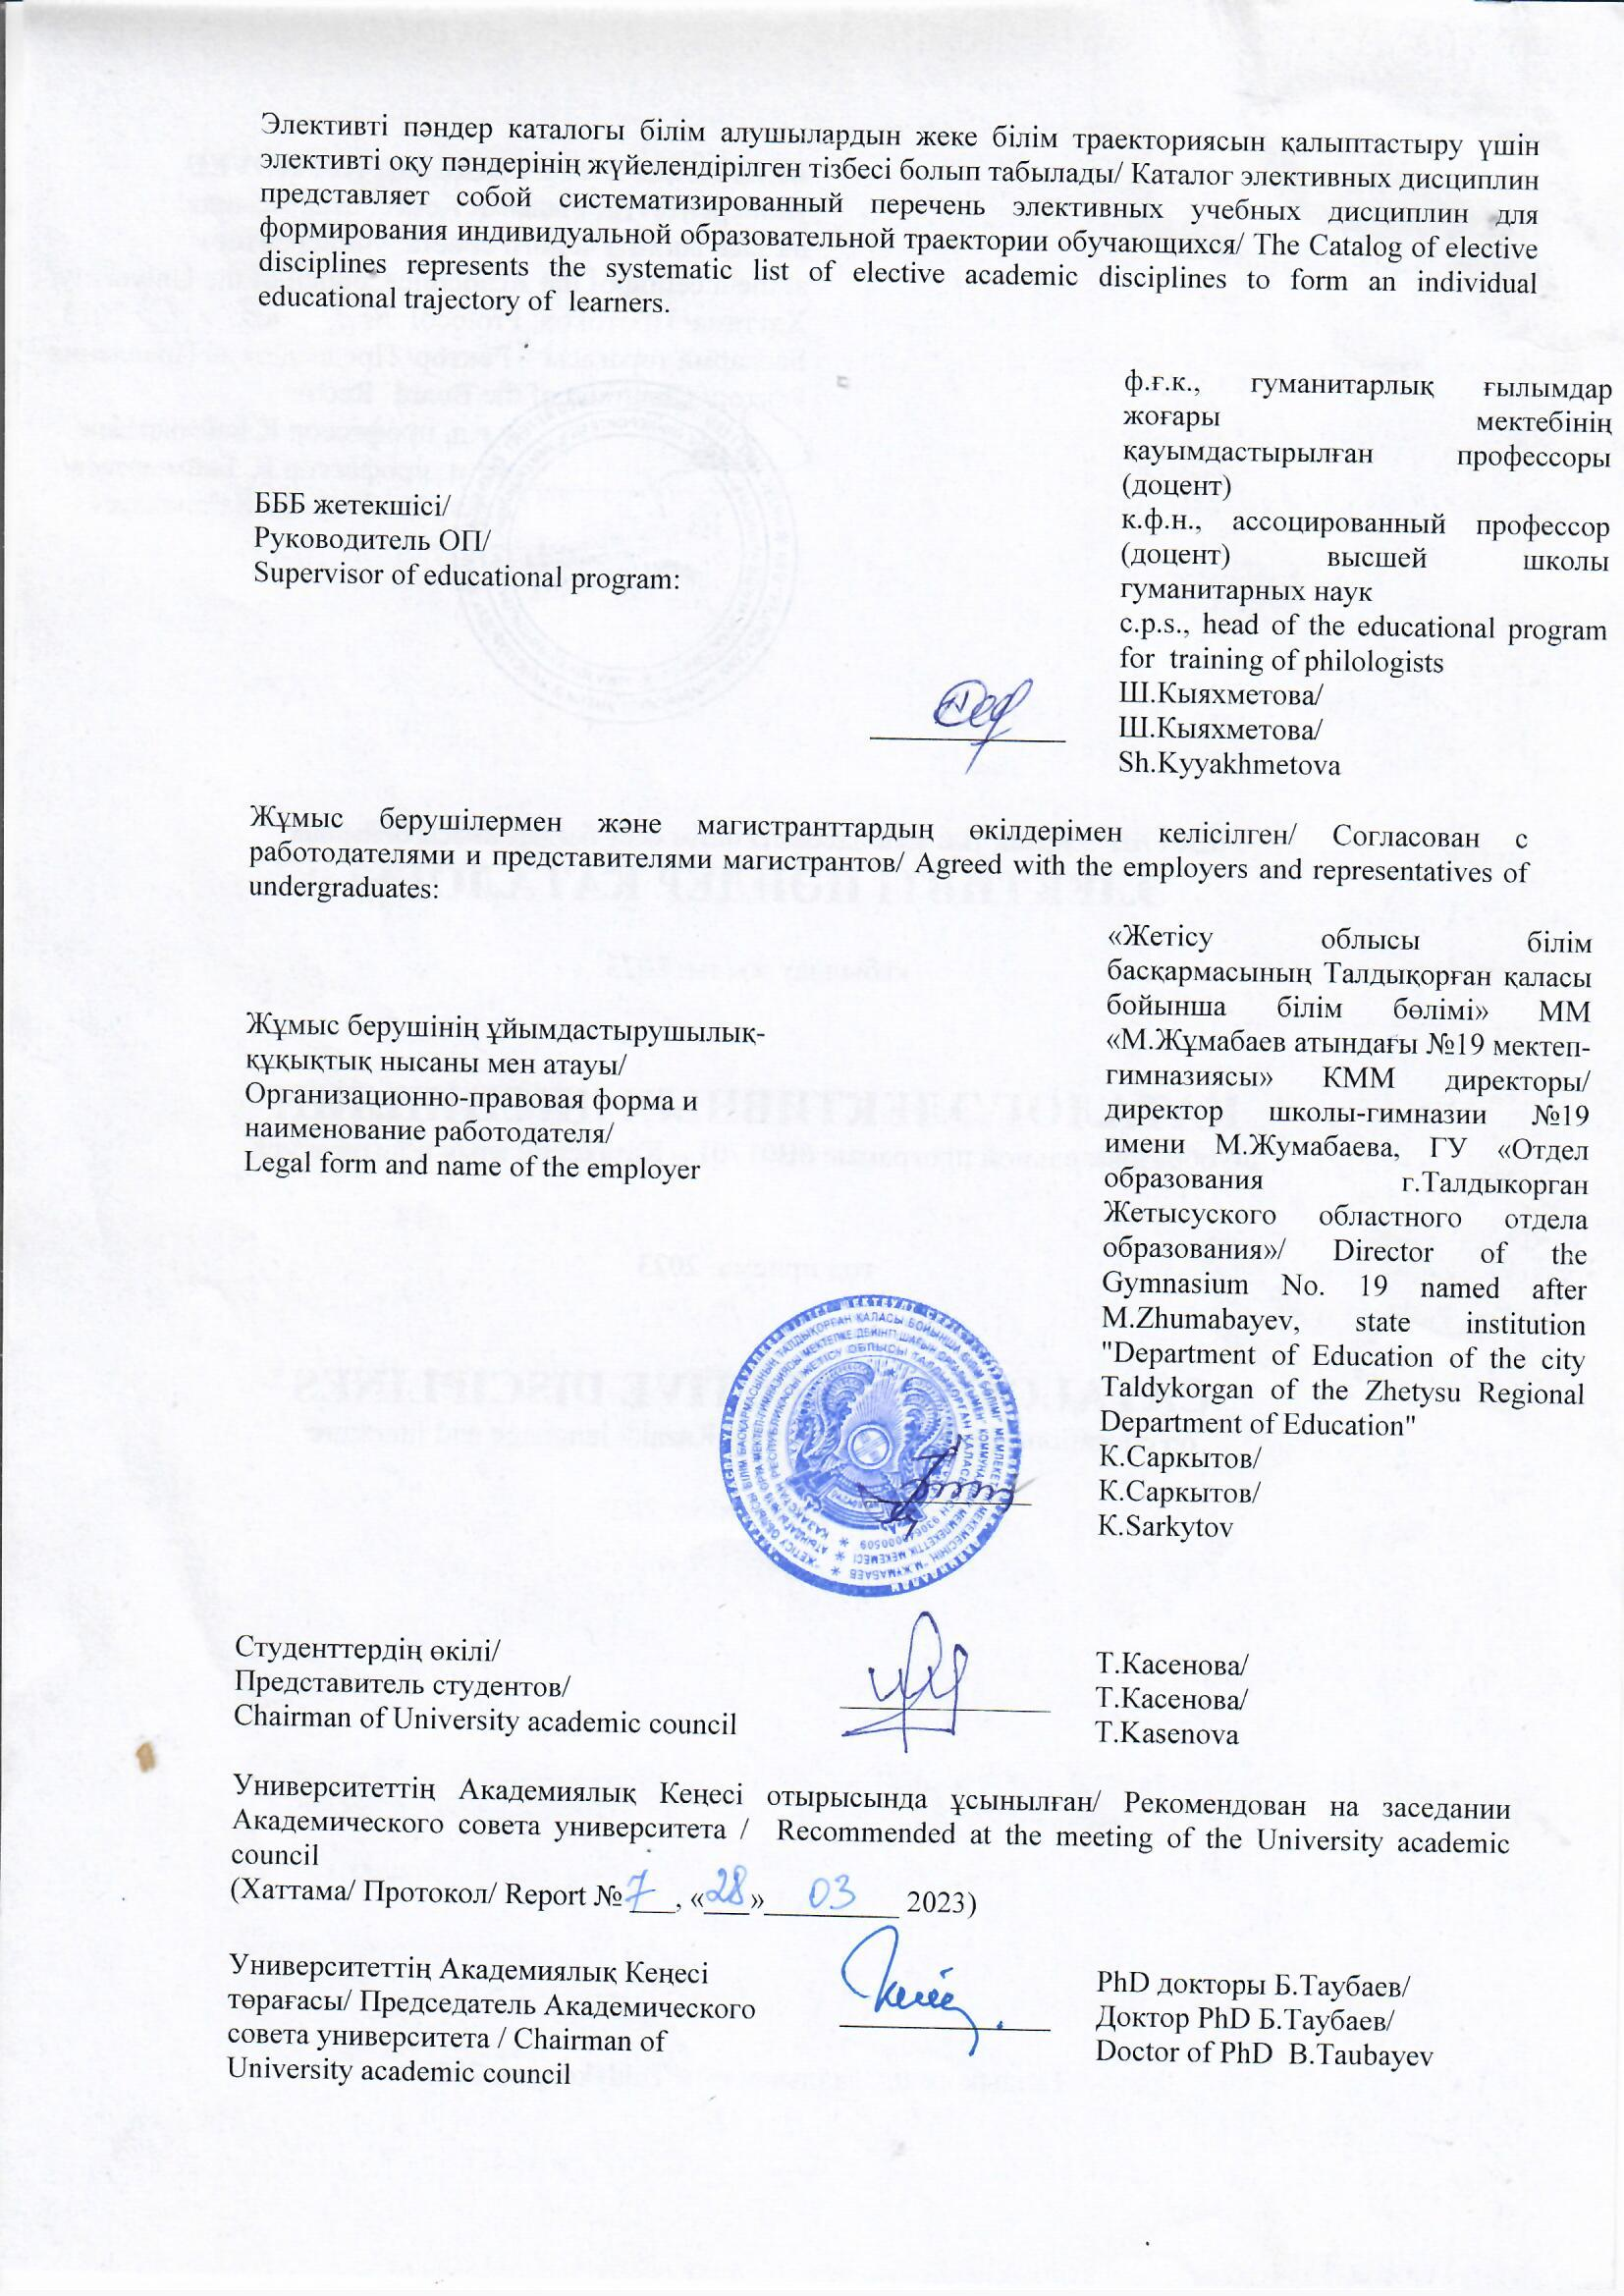 Элективті пәндер каталогы білім алушылардын жеке білім траекториясын қалыптастыру үшін
элективті оқу пәндерінің жүйелендірілген тізбесі болып табылады/ Каталог элективных дисциплин
представляет собой систематизированный перечень элективных учебных дисциплин для
формирования индивидуальной образовательной траектории обучающихся/ The Catalog of elective
disciplines represents the systematic list of elective academic disciplines to form an individual
educational trajectory of learners.
БББ жетекшісі/
Руководитель ОП/
Supervisor of educational program:
ф.ғ.к., гуманитарлық ғылымдар
жоғары мектебінің
қауымдастырылған профессоры
(доцент)
к.ф.н., ассоцированный профессор
(доцент) высшей школы
гуманитарных наук
c.p.s., head of the educational program
for training of philologists
Ш.Кыяхметова/
Ш.Кыяхметова/
Sh.Kyyakhmetova
Жұмыс берушілермен және магистранттардың өкілдерімен келісілген/ Согласован с
работодателями и представителями магистрантов/ Agreed with the employers and representatives of
undergraduates:
Жұмыс берушінің ұйымдастырушылық-
құқықтық нысаны мен атауы/
Организационно-правовая форма и
наименование работодателя/
Legal form and name of the employer
«Жетісу облысы білім
басқармасының Талдықорған қаласы
бойынша білім бөлімі» ММ
«М.Жұмабаев атындағы №19 мектеп-
гимназиясы» КММ директоры/
директор школы-гимназии №19
имени М.Жумабаева, ГУ «Отдел
образования г.Талдыкорган
Жетысуского областного отдела
образования»/ Director of the
Gymnasium No. 19 named after
M.Zhumabayev, state institution
"Department of Education of the city
Taldykorgan of the Zhetysu Regional
Department of Education"
К.Саркытов/
К.Саркытов/
K.Sarkytov
Студенттердің өкілі/
Представитель студентов/
Chairman of University academic council
Т.Касенова/
Т.Касенова/
T.Kasenova
Университеттің Академиялық Кеңесі отырысында ұсынылған/ Рекомендован на заседании
Академического совета университета / Recommended at the meeting of the University academic
council
(Хаттама/ Протокол/ Report № 7, «28» 03 2023)
Университеттің Академиялық Кеңесі
төрағасы/ Председатель Академического
совета университета / Chairman of
University academic council
PhD докторы Б.Таубаев/
Доктор PhD Б.Таубаев/
Doctor of PhD B.Taubayev